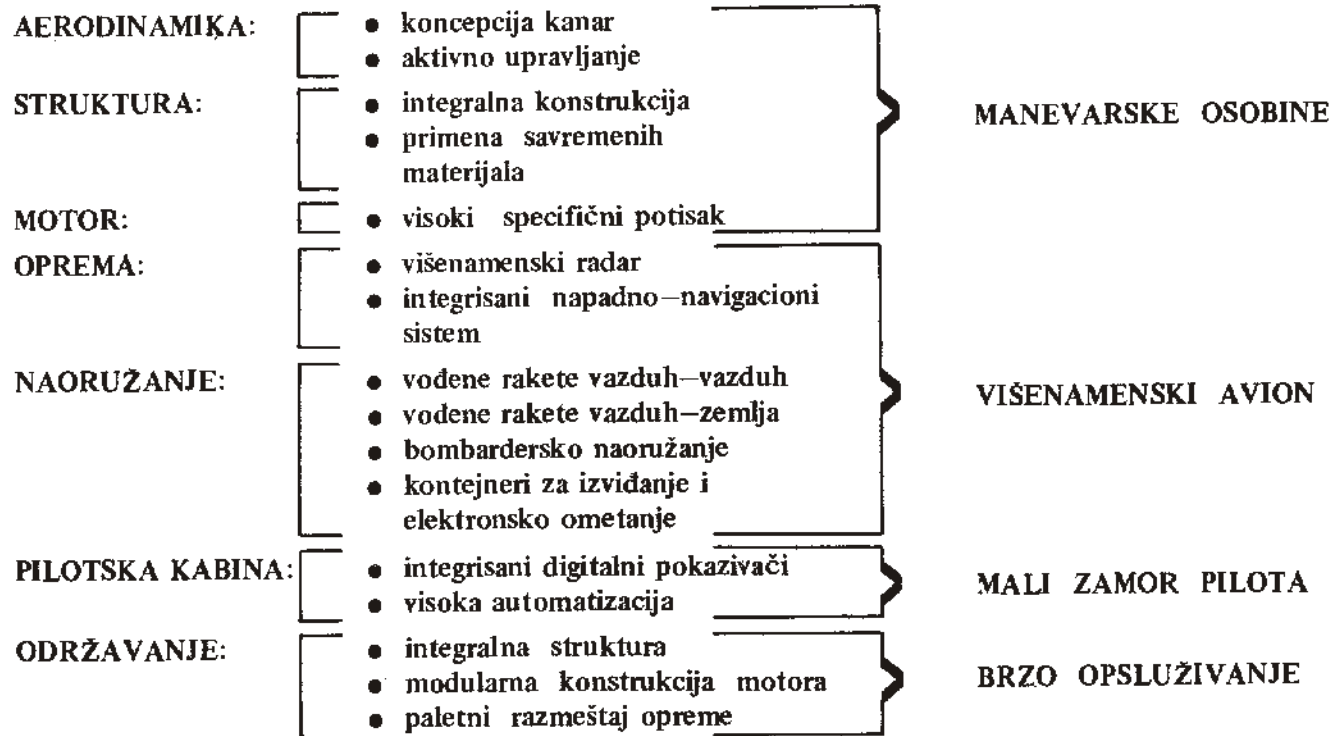 AERODINAMIKA:
• koncepcija kanar
• aktivno upravljanje
STRUKTURA:
• integralna konstrukcija
• primena savremenih
materijala
MOTOR:
• visoki specifični potisak
MANEVARSKE OSOBINE
OPREMA:
• višenamenski radar
• integrisani napadno–navigacioni
sistem
NAORUŽANJE:
• vođene rakete vazduh–vazduh
• vođene rakete vazduh–zemlja
• bombardersko naoružanje
• kontejneri za izviđanje i
elektronsko ometanje
VIŠENAMENSKI AVION
PILOTSKA KABINA:
• integrisani digitalni pokazivači
• visoka automatizacija
MALI ZAMOR PILOTA
ODRŽAVANJE:
• integralna struktura
• modularna konstrukcija motora
• paletni razmeštaj opreme
BRZO OPSLUŽIVANJE